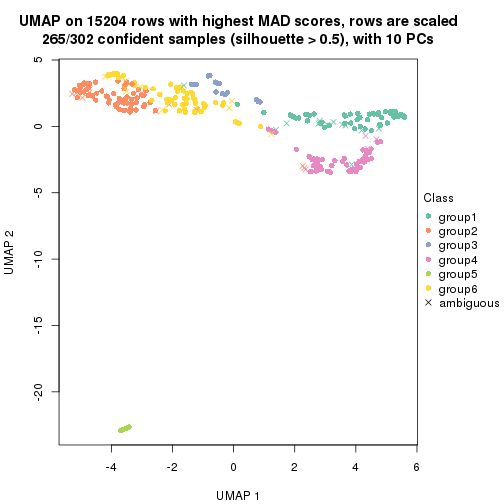 UMAP on 15204 rows with highest MAD scores, rows are scaled
265/302 confident samples (silhouette > 0.5), with 10 PCs
5
0
-5
-10
-15
-20
UMAP 2
-4
-2
0
2
4
6
UMAP 1
Class
group1
group2
group3
group4
group5
group6
ambiguous